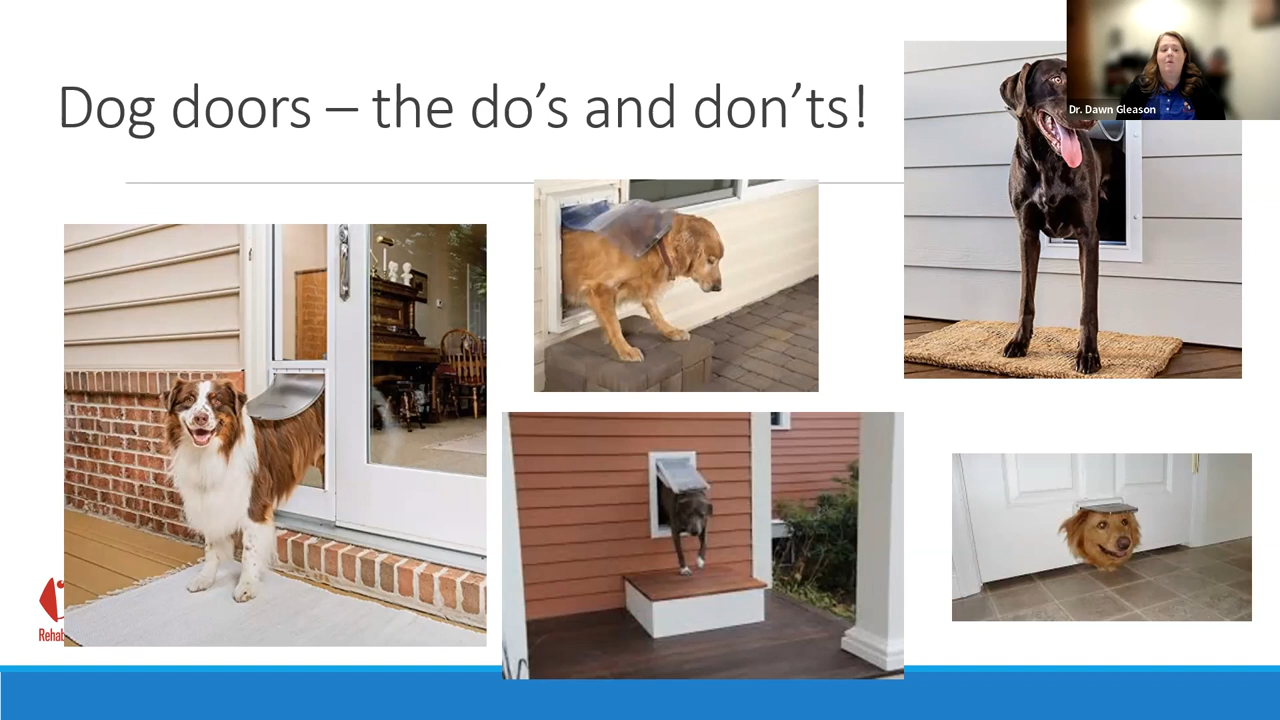 Dog doors – the do’s and don’ts!
Dr. Dawn Gleason
Rehab